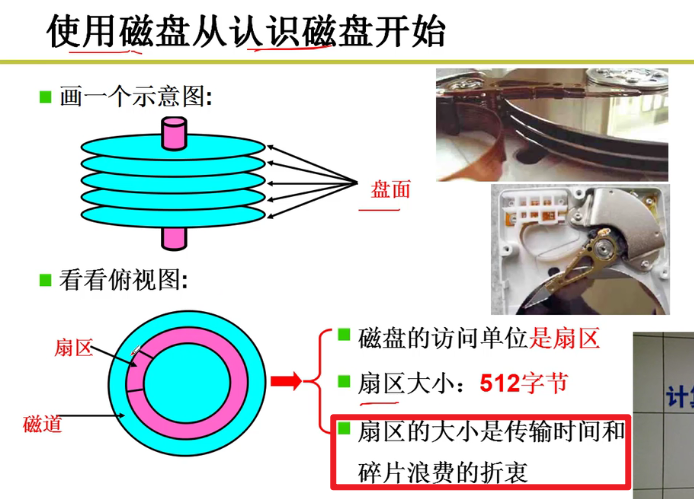 使用磁盘从认识磁盘开始
画一个示意图:
盘面
看看俯视图:
扇区
磁道
磁盘的访问单位是扇区
扇区大小：512字节
扇区的大小是传输时间和
碎片浪费的折衷